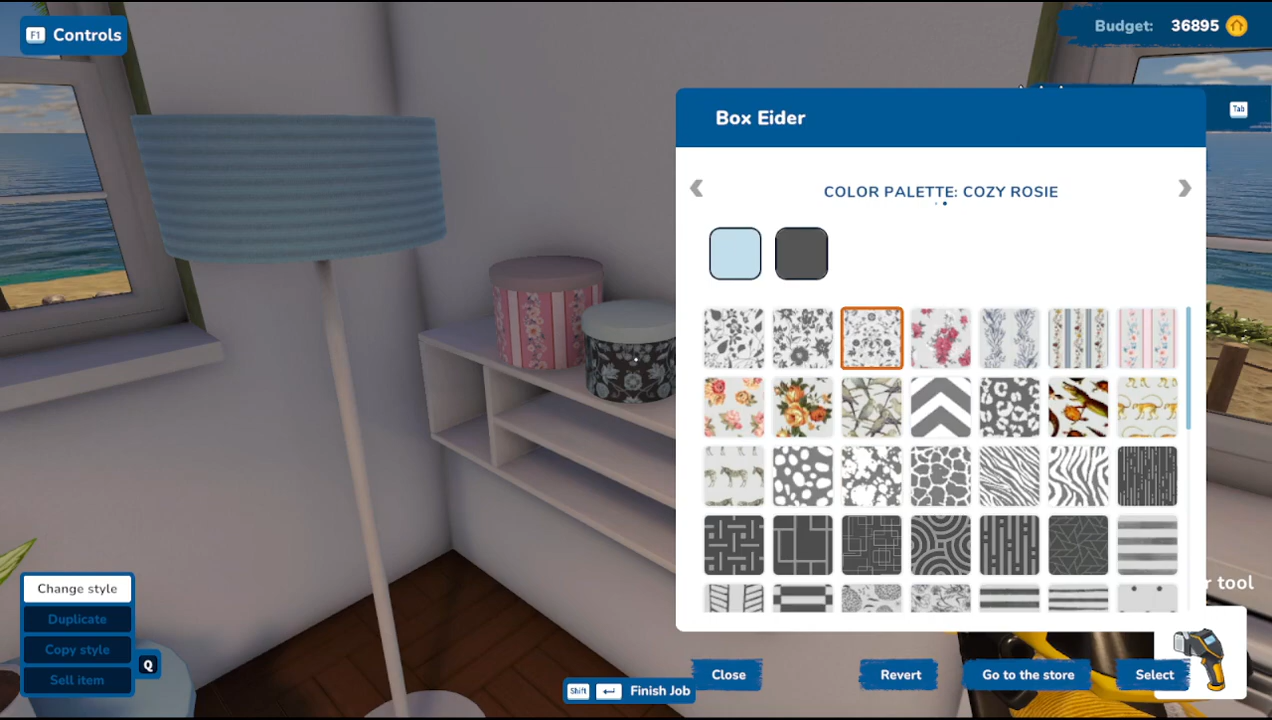 F1 Controls
Budget: 36895
Tab
Box Eider
COLOR PALETTE: COZY ROSIE
Change style
Duplicate
Copy style
Sell item
Q
r tool
Close
Revert
Go to the store
Select
Shift Finish Job